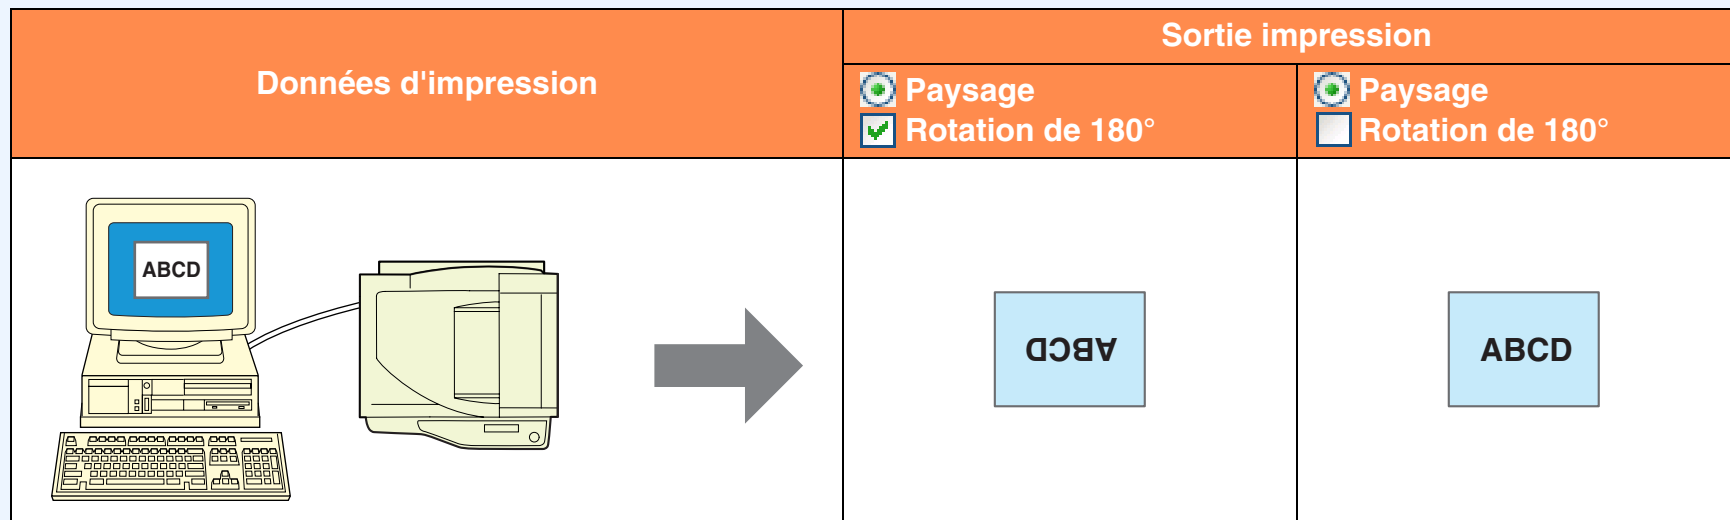 Données d'impression
Sortie impression
Paysage
Rotation de 180°
Paysage
Rotation de 180°
ABCD
ABCD
ABCD